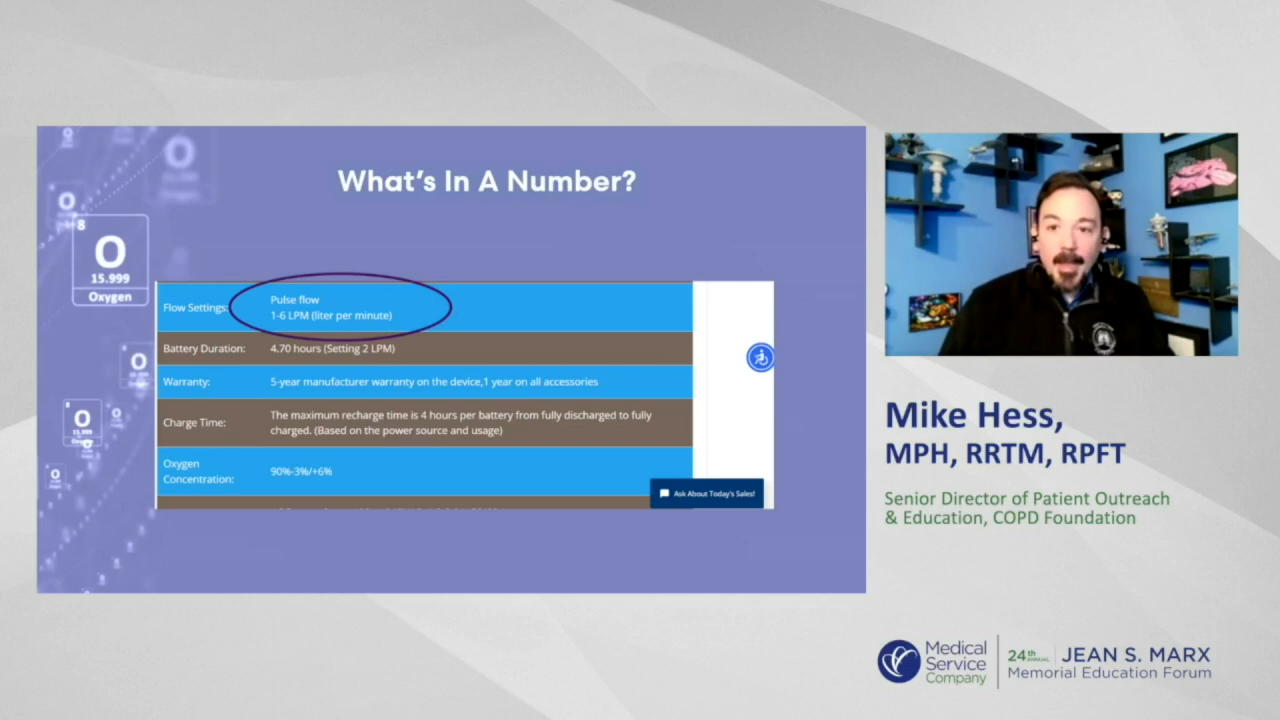 What's In A Number?
O
8
O
15.999
Oxygen
Flow Settings:
Pulse flow
1-6 LPM (liter per minute)
Battery Duration:
4.70 hours (Setting 2 LPM)
Warranty:
5-year manufacturer warranty on the device,1 year on all accessories
Charge Time:
The maximum recharge time is 4 hours per battery from fully discharged to fully
charged. (Based on the power source and usage)
Oxygen
Concentration:
90%-3%/+6%
Ask About Today's Sales!
Mike Hess,
MPH, RRTM, RPFT
Senior Director of Patient Outreach
& Education, COPD Foundation
Medical
Service
Company
24th ANNUAL
JEAN S. MARX
Memorial Education Forum